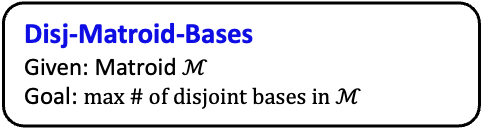 Disj-Matroid-Bases
Given: Matroid ℳ
Goal: max # of disjoint bases in ℳ